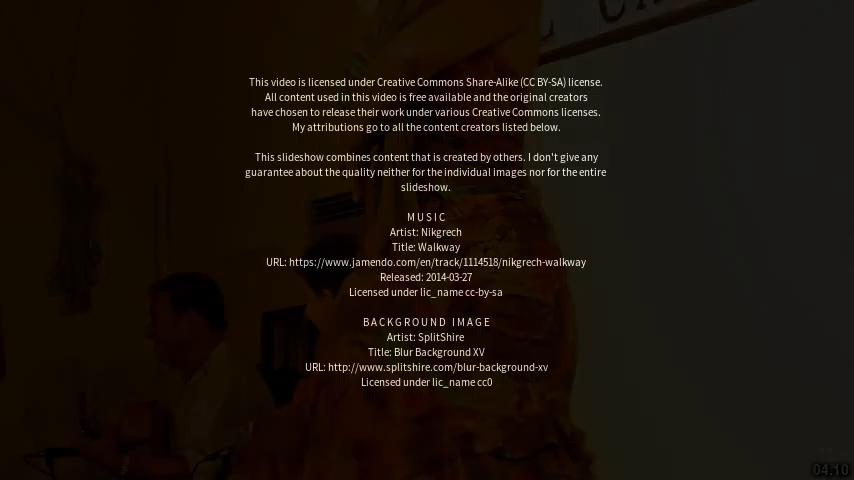 L CA
This video is licensed under Creative Commons Share-Alike (CC BY-SA) license.
All content used in this video is free available and the original creators
have chosen to release their work under various Creative Commons licenses.
My attributions go to all the content creators listed below.
This slideshow combines content that is created by others. I don't give any
guarantee about the quality neither for the individual images nor for the entire
slideshow.
MUSIC
Artist: Nikgrech
Title: Walkway
URL: https://www.jamendo.com/en/track/1114518/nikgrech-walkway
Released: 2014-03-27
Licensed under lic_name cc-by-sa
BACKGROUND IMAGE
Artist: SplitShire
Title: Blur Background XV
URL: http://www.splitshire.com/blur-background-xv
Licensed under lic_name cc0
04.10